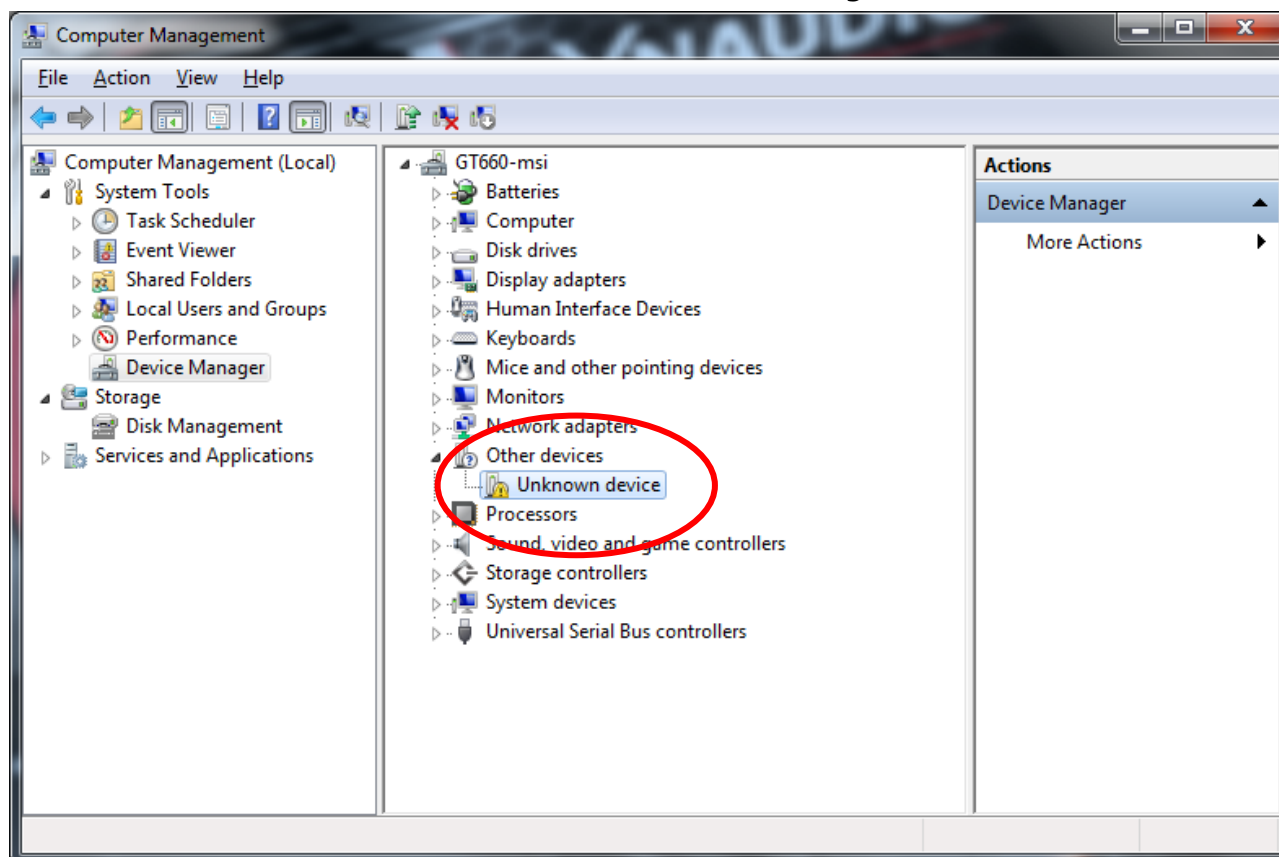 Computer Management
File Action View Help
Computer Management (Local)
System Tools
Task Scheduler
Event Viewer
Shared Folders
Local Users and Groups
Performance
Device Manager
Storage
Disk Management
Services and Applications
GT660-msi
Batteries
Computer
Disk drives
Display adapters
Human Interface Devices
Keyboards
Mice and other pointing devices
Monitors
Network adapters
Other devices
Unknown device
Processors
Sound, video and game controllers
Storage controllers
System devices
Universal Serial Bus controllers
Actions
Device Manager
More Actions